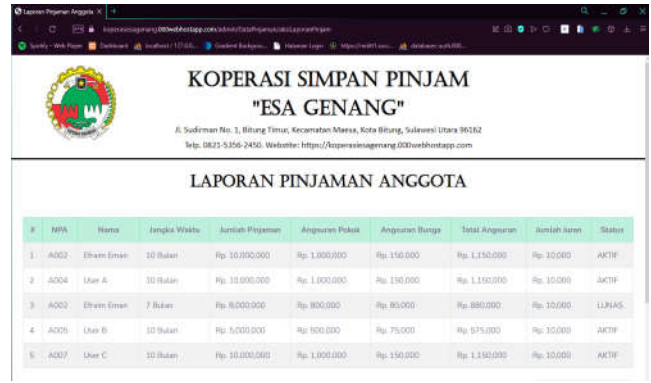 Laporan Pinjaman Anggota
KOPERASI SIMPAN PINJAM
"ESA GENANG"
Jl. Sudirman No. 1, Bitung Timur, Kecamatan Maesa, Kota Bitung, Sulawesi Utara 96162
Telp. 0821-5356-2450. Website: https://koperasiesagenang.000webhostapp.com
LAPORAN PINJAMAN ANGGOTA
# NPA Nama Jangka Waktu Jumlah Pinjaman Angsuran Pokok Angsuran Bunga Total Angsuran Status
1 A002 Efraim Eman 10 Bulan Rp. 10,000,000 Rp. 1,000,000 Rp. 150,000 Rp. 1,150,000 Rp. 10,000 AKTIF
2 A004 User A 10 Bulan Rp. 10,000,000 Rp. 1,000,000 Rp. 150,000 Rp. 1,150,000 Rp. 10,000 AKTIF
3 A002 Efraim Eman 7 Bulan Rp. 800,000 Rp. 80,000 Rp. 880,000 Rp. 10,000 LUNAS
4 A005 User B 10 Bulan Rp. 5,000,000 Rp. 500,000 Rp. 75,000 Rp. 575,000 Rp. 10,000 AKTIF
5 A007 User C 10 Bulan Rp. 10,000,000 Rp. 1,000,000 Rp. 150,000 Rp. 1,150,000 Rp. 10,000 AKTIF